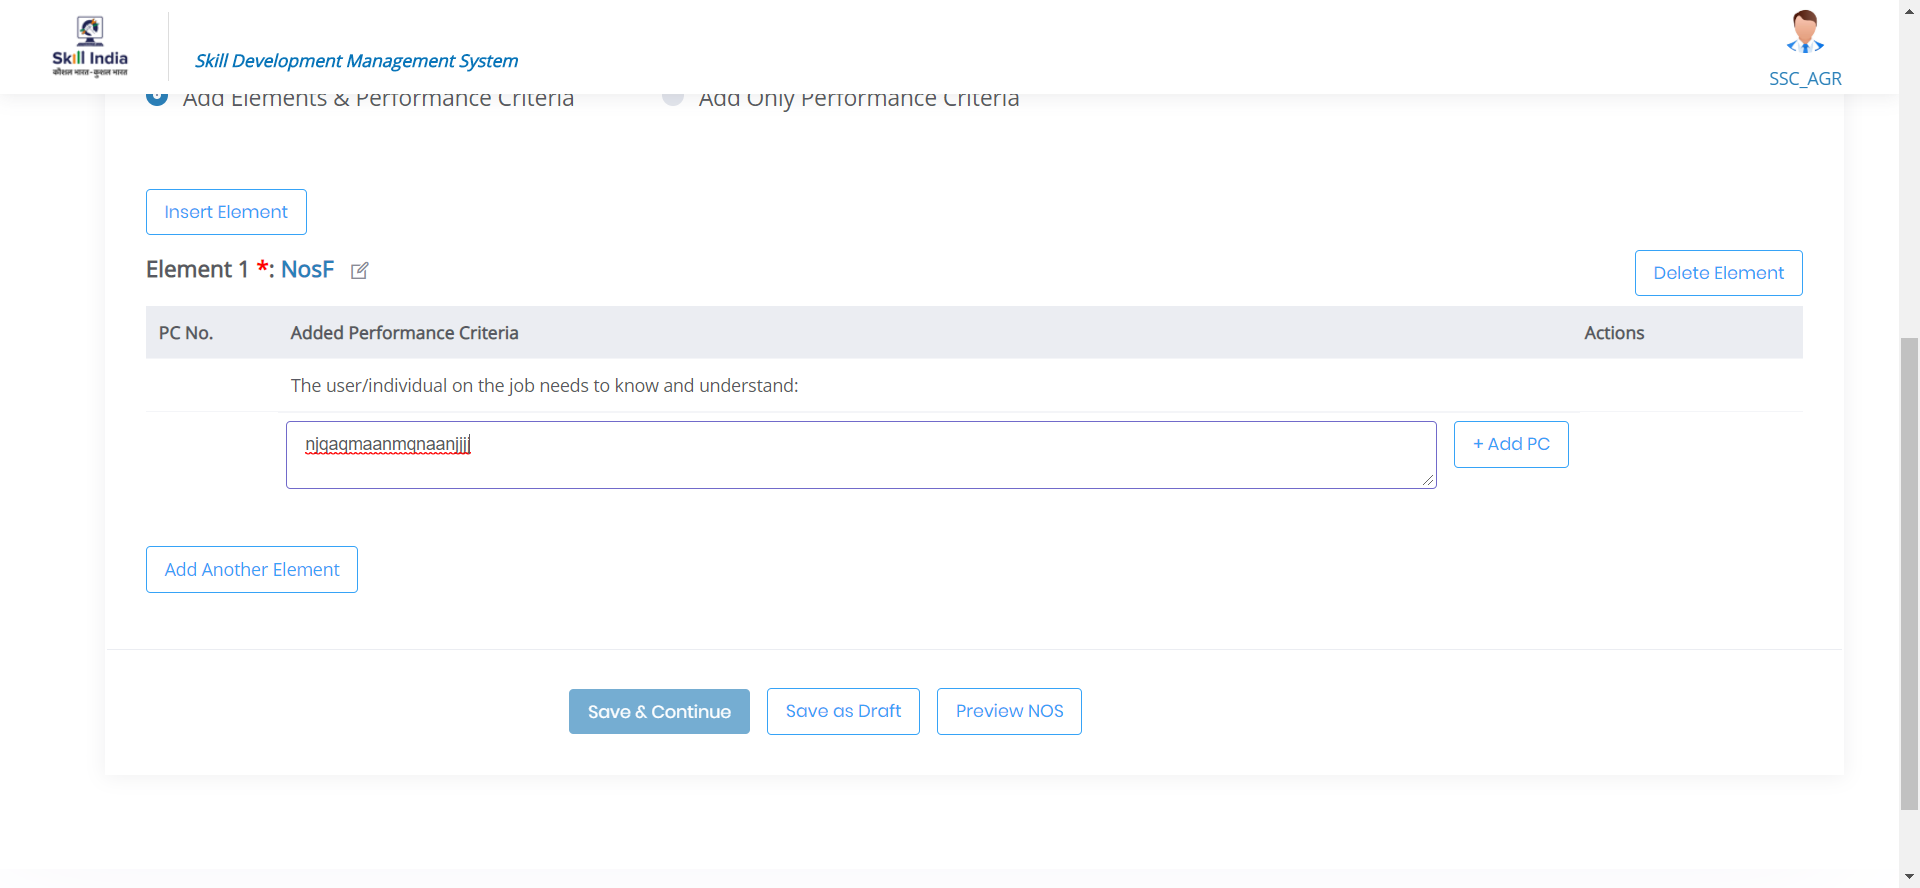 Skill India
कौशल भारत - कुशल भारत
Skill Development Management System
SSC_AGR
Add Elements & Performance Criteria
Add Only Performance Criteria
Insert Element
Element 1 *: NosF
Delete Element
PC No. Added Performance Criteria Actions
The user/individual on the job needs to know and understand:
njgaqmaanmqnaanjjjj
+ Add PC
Add Another Element
Save & Continue
Save as Draft
Preview NOS